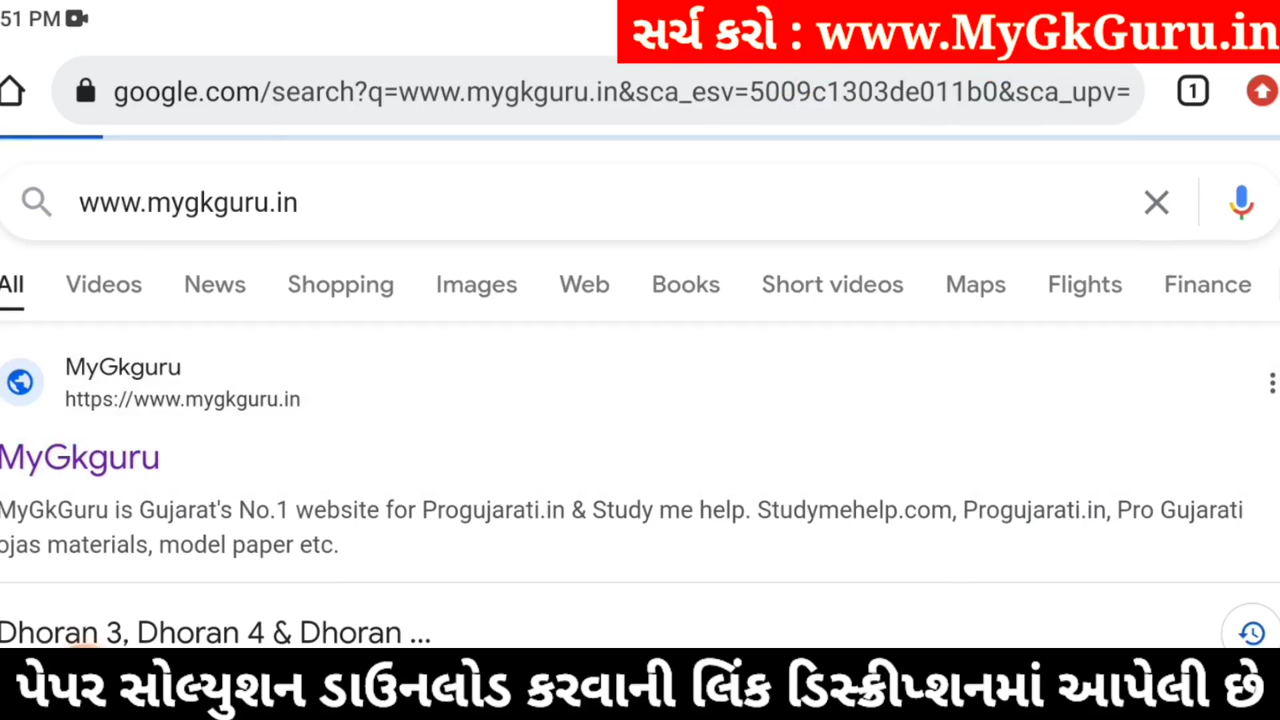 51 PM
સર્ચ કરો : www.MyGkGuru.in
google.com/search?q=www.mygkguru.in&sca_esv=5009c1303de011b0&sca_upv=
1
www.mygkguru.in
All Videos News Shopping Images Web Books Short videos Maps Flights Finance
MyGkguru
https://www.mygkguru.in
MyGkguru
MyGkGuru is Gujarat's No.1 website for Progujarati.in & Study me help. Studymehelp.com, Progujarati.in, Pro Gujarati
ojas materials, model paper etc.
Dhoran 3, Dhoran 4 & Dhoran ...
પેપર સોલ્યુશન ડાઉનલોડ કરવાની લિંક ડિસ્ક્રીપ્શનમાં આપેલી છે